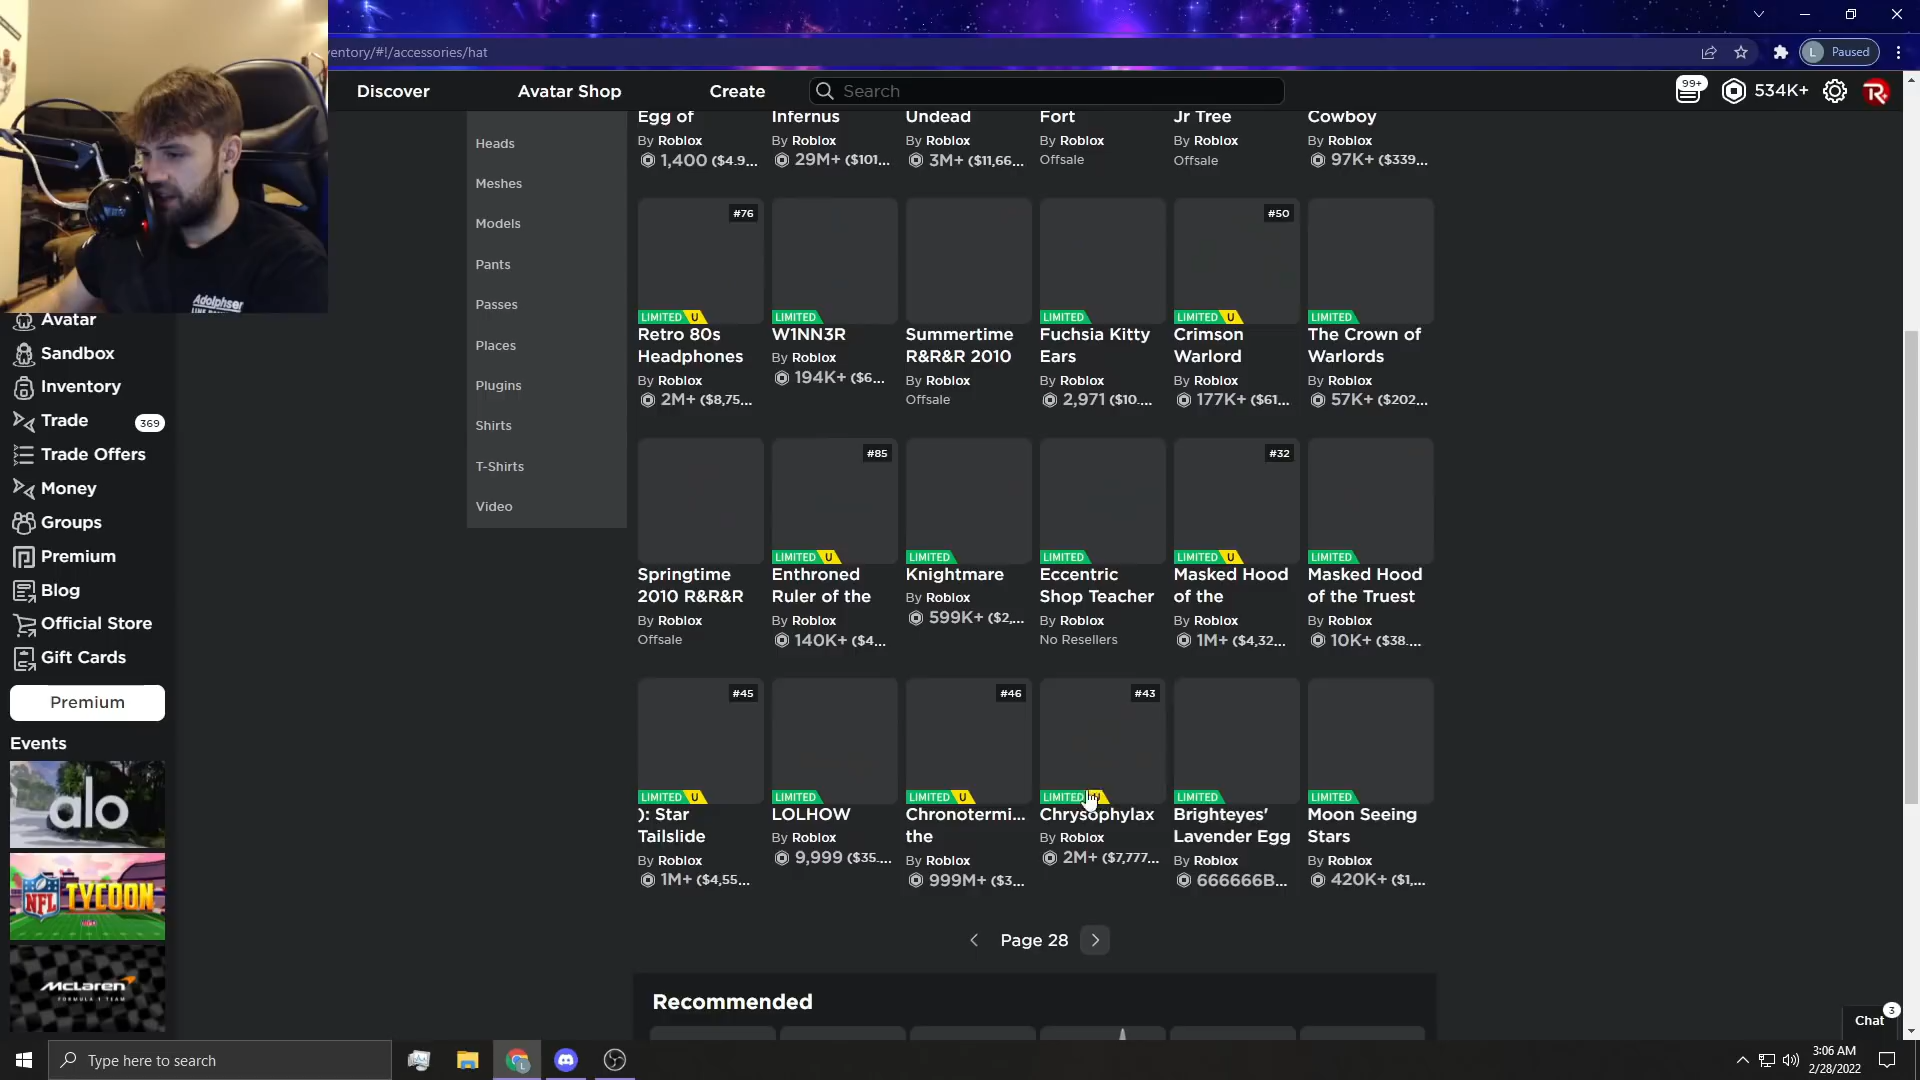 ventory/#!/accessories/hat
L Paused
Discover
Avatar Shop
Create
Search
99+
534K+
Adolphser
Avatar
Sandbox
Inventory
Trade 369
Trade Offers
Money
Groups
Premium
Blog
Official Store
Gift Cards
Premium
Events
alo
NFL TYCOON
McLaren
FORMULA 1 TEAM
Heads
Meshes
Models
Pants
Passes
Places
Plugins
Shirts
T-Shirts
Video
Egg of
By Roblox
1,400 ($4.9...
Infernus
By Roblox
29M+ ($101...
Undead
By Roblox
3M+ ($11,66...
Fort
By Roblox
Offsale
Jr Tree
By Roblox
Offsale
Cowboy
By Roblox
97K+ ($339...
#76
LIMITED U
Retro 80s
Headphones
By Roblox
2M+ ($8,75...
LIMITED
W1NN3R
By Roblox
194K+ ($6...
Summertime
R&R&R 2010
By Roblox
Offsale
LIMITED
Fuchsia Kitty
Ears
By Roblox
2,971 ($10....
#50
LIMITED U
Crimson
Warlord
By Roblox
177K+ ($61...
LIMITED
The Crown of
Warlords
By Roblox
57K+ ($202...
Springtime
2010 R&R&R
By Roblox
Offsale
#85
LIMITED U
Enthroned
Ruler of the
By Roblox
140K+ ($4...
LIMITED
Knightmare
By Roblox
599K+ ($2,...
LIMITED
Eccentric
Shop Teacher
By Roblox
No Resellers
#32
LIMITED U
Masked Hood
of the
By Roblox
1M+ ($4,32...
LIMITED
Masked Hood
of the Truest
By Roblox
10K+ ($38....
#45
LIMITED U
): Star
Tailslide
By Roblox
1M+ ($4,55...
LIMITED
LOLHOW
By Roblox
9,999 ($35....
#46
LIMITED U
Chronotermi...
the
By Roblox
999M+ ($3...
#43
LIMITED U
Chrysophylax
By Roblox
2M+ ($7,777...
LIMITED
Brighteyes'
Lavender Egg
By Roblox
666666B...
LIMITED
Moon Seeing
Stars
By Roblox
420K+ ($1,...
Page 28
Recommended
Chat 3
Type here to search
3:06 AM
2/28/2022